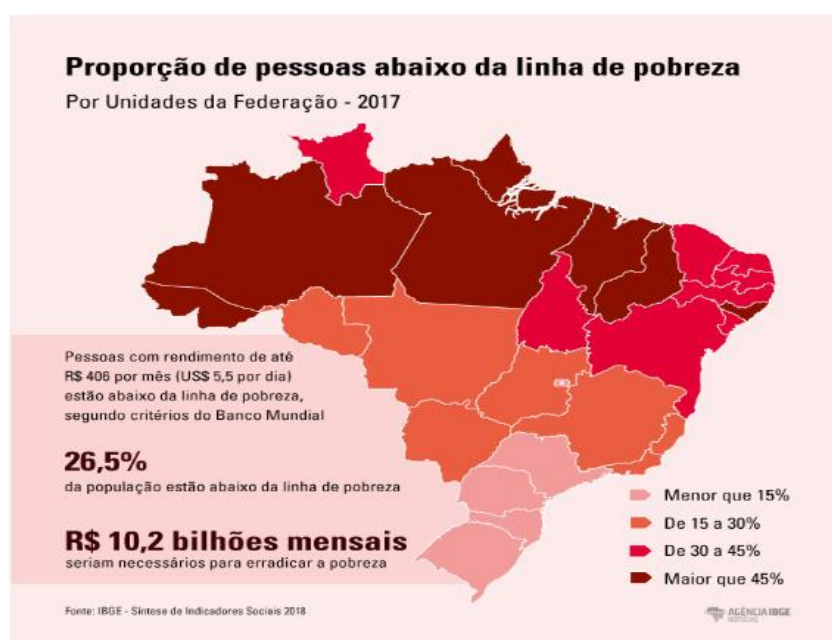 Proporção de pessoas abaixo da linha de pobreza
Por Unidades da Federação - 2017
Pessoas com rendimento de até
R$ 406 por mês (US$ 5,5 por dia)
estão abaixo da linha de pobreza,
segundo critérios do Banco Mundial
26,5%
da população estão abaixo da linha de pobreza
R$ 10,2 bilhões mensais
seriam necessários para erradicar a pobreza
Menor que 15%
De 15 a 30%
De 30 a 45%
Maior que 45%
Fonte: IBGE - Síntese de Indicadores Sociais 2018
AGÊNCIA IBGE
NOTÍCIAS